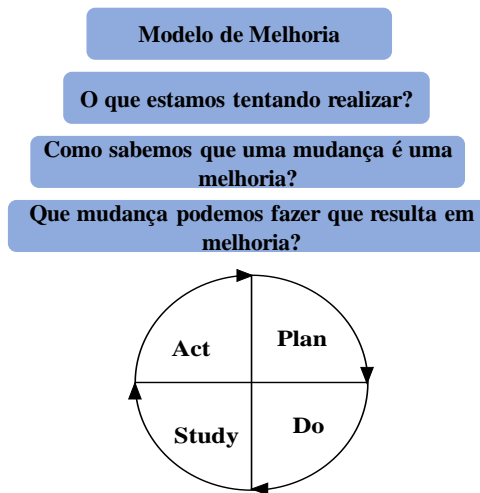 Modelo de Melhoria
O que estamos tentando realizar?
Como sabemos que uma mudança é uma
melhoria?
Que mudança podemos fazer que resulta em
melhoria?
Act
Plan
Study
Do